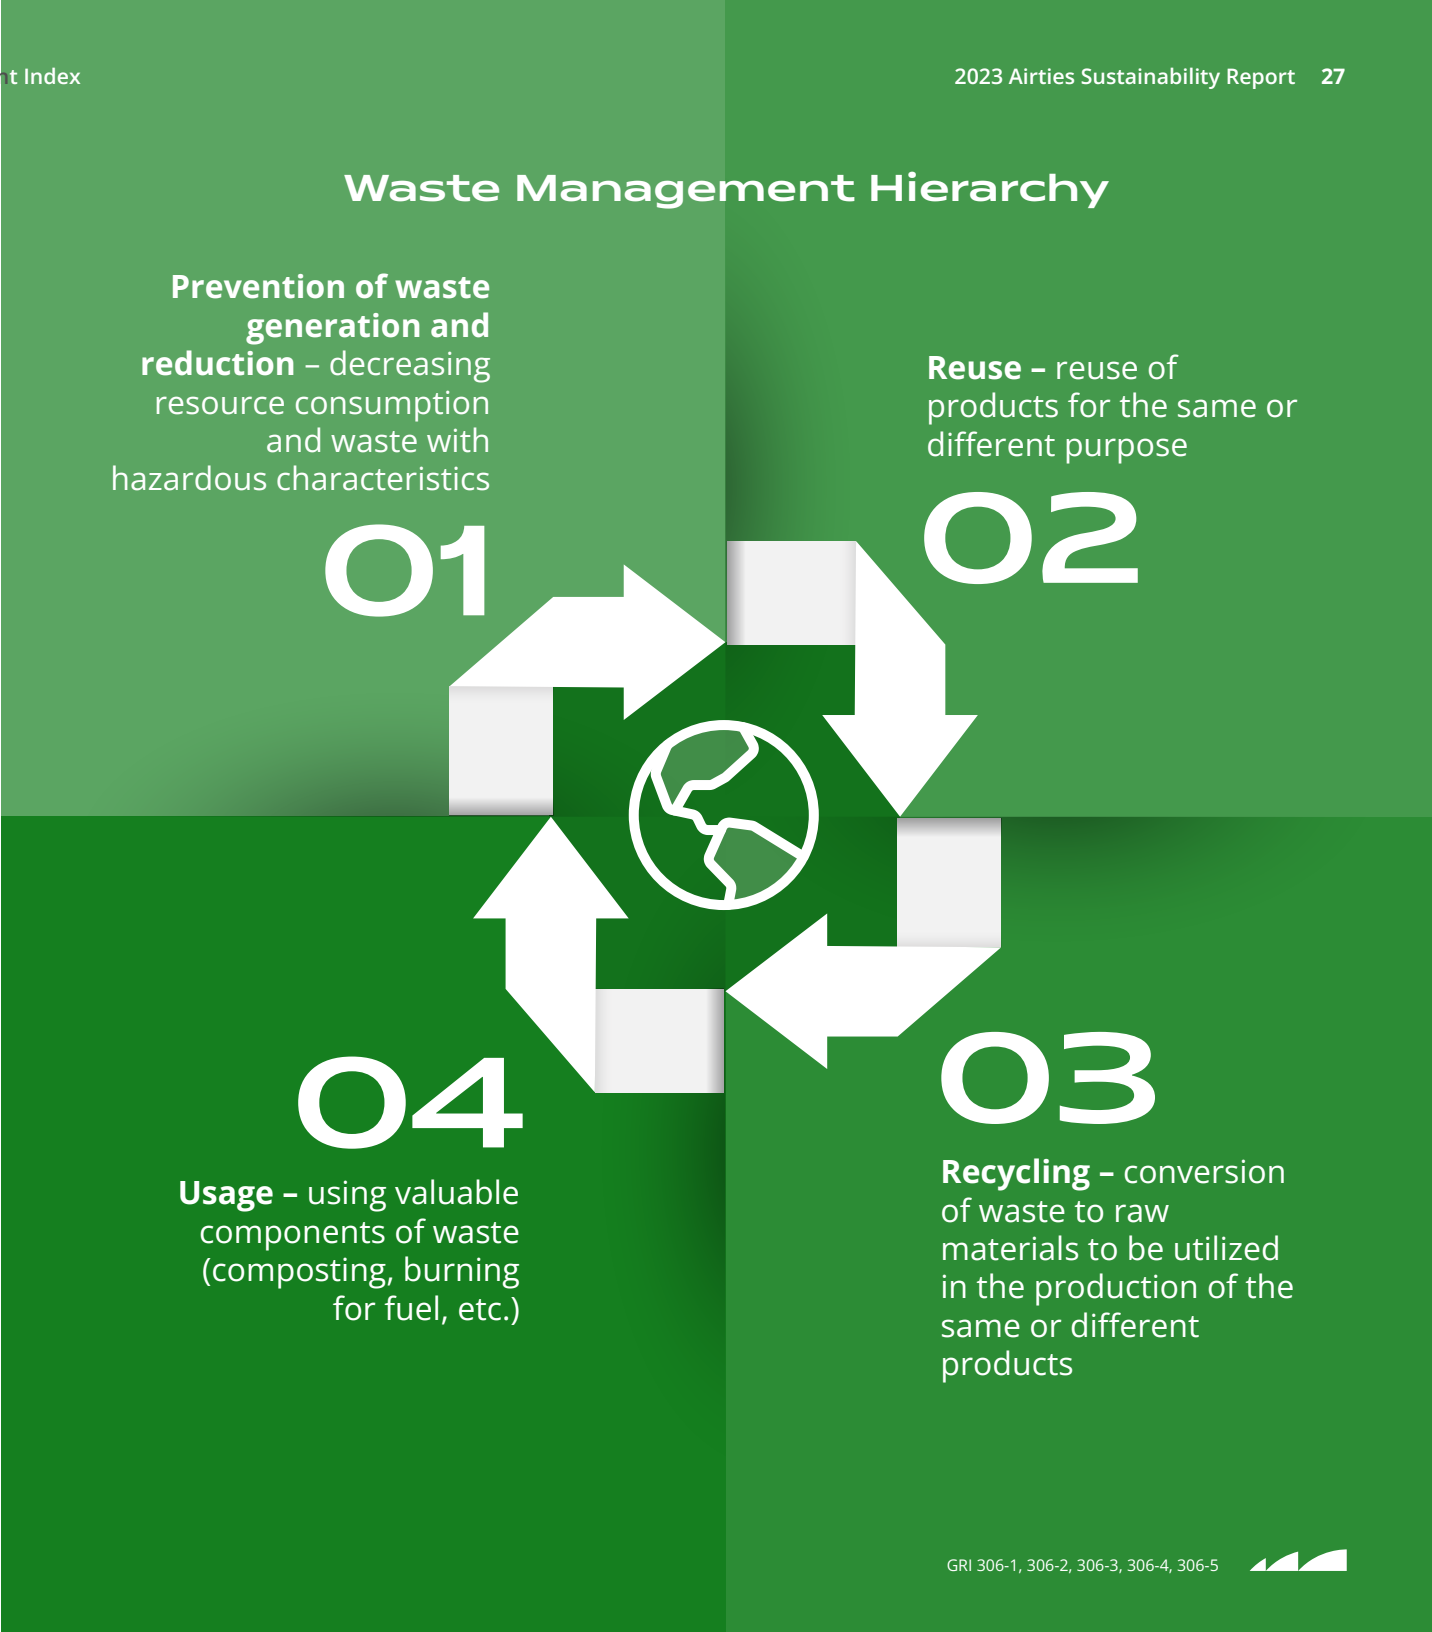 t Index
2023 Airties Sustainability Report 27
Waste Management Hierarchy
Prevention of waste
generation and
reduction – decreasing
resource consumption
and waste with
hazardous characteristics
01
Reuse – reuse of
products for the same or
different purpose
02
03
Recycling – conversion
of waste to raw
materials to be utilized
in the production of the
same or different
products
04
Usage – using valuable
components of waste
(composting, burning
for fuel, etc.)
GRI 306-1, 306-2, 306-3, 306-4, 306-5